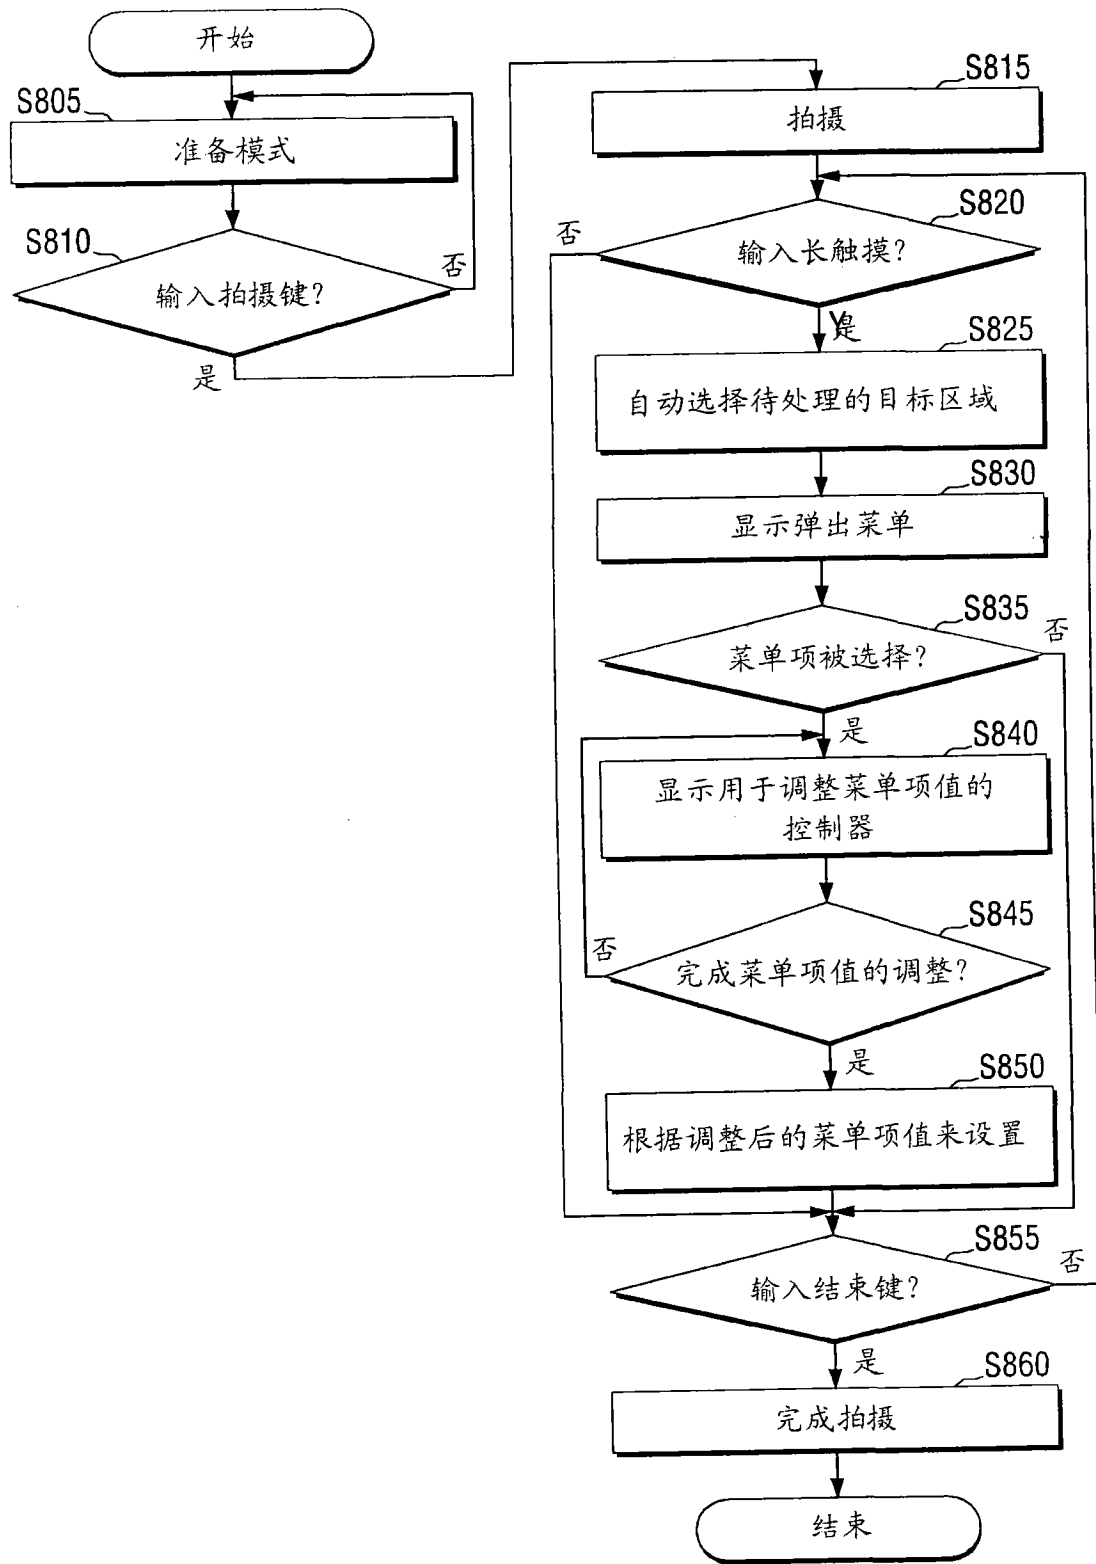 开始
S805
准备模式
S810
输入拍摄键?
否
是
S815
拍摄
S820
输入长触摸?
否
Y是
S825
自动选择待处理的目标区域
S830
显示弹出菜单
S835
菜单项被选择?
否
是
S840
显示用于调整菜单项值的
控制器
S845
完成菜单项值的调整?
否
是
S850
根据调整后的菜单项值来设置
S855
输入结束键?
否
是
S860
完成拍摄
结束